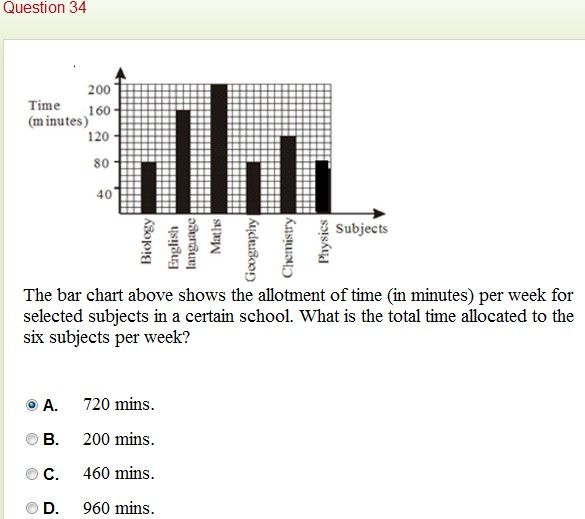 Question 34
200
Time
160
(minutes)
120
80
40
Biology
English
language
Maths
Geography
Chemistry
Physics
Subjects
The bar chart above shows the allotment of time (in minutes) per week for
selected subjects in a certain school. What is the total time allocated to the
six subjects per week?
A. 720 mins.
B. 200 mins.
C. 460 mins.
D. 960 mins.